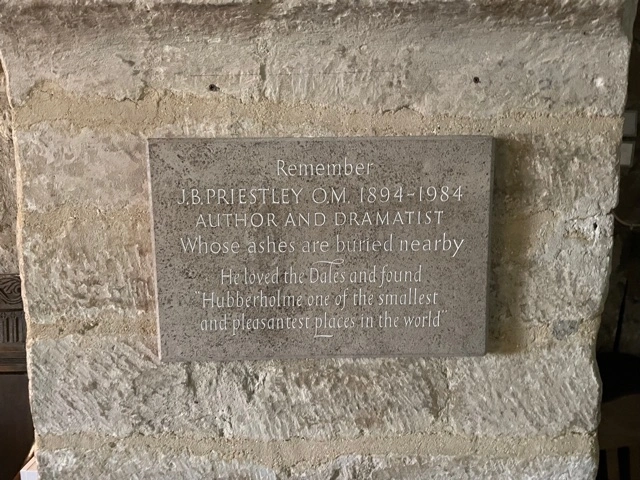 Remember
J.B.PRIESTLEY O.M. 1894-1984
AUTHOR AND DRAMATIST
Whose ashes are buried nearby
He loved the Dales and found
"Hubberholme one of the smallest
and pleasantest places in the world"